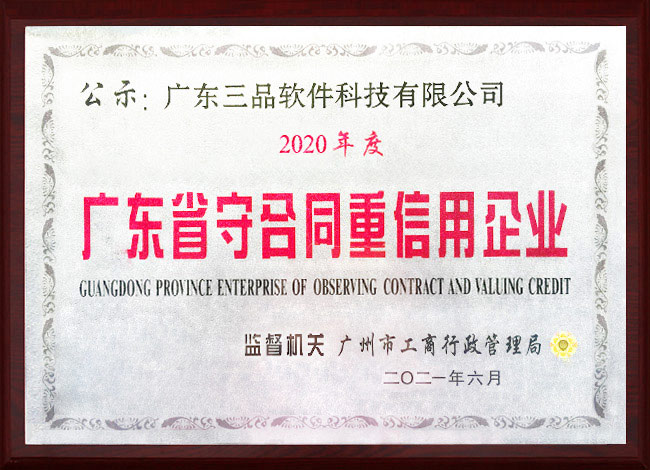 公示：广东三品软件科技有限公司
2020年度
广东省守合同重信用企业
GUANGDONG PROVINCE ENTERPRISE OF OBSERVING CONTRACT AND VALUING CREDIT
监督机关 广州市工商行政管理局
二〇二一年六月